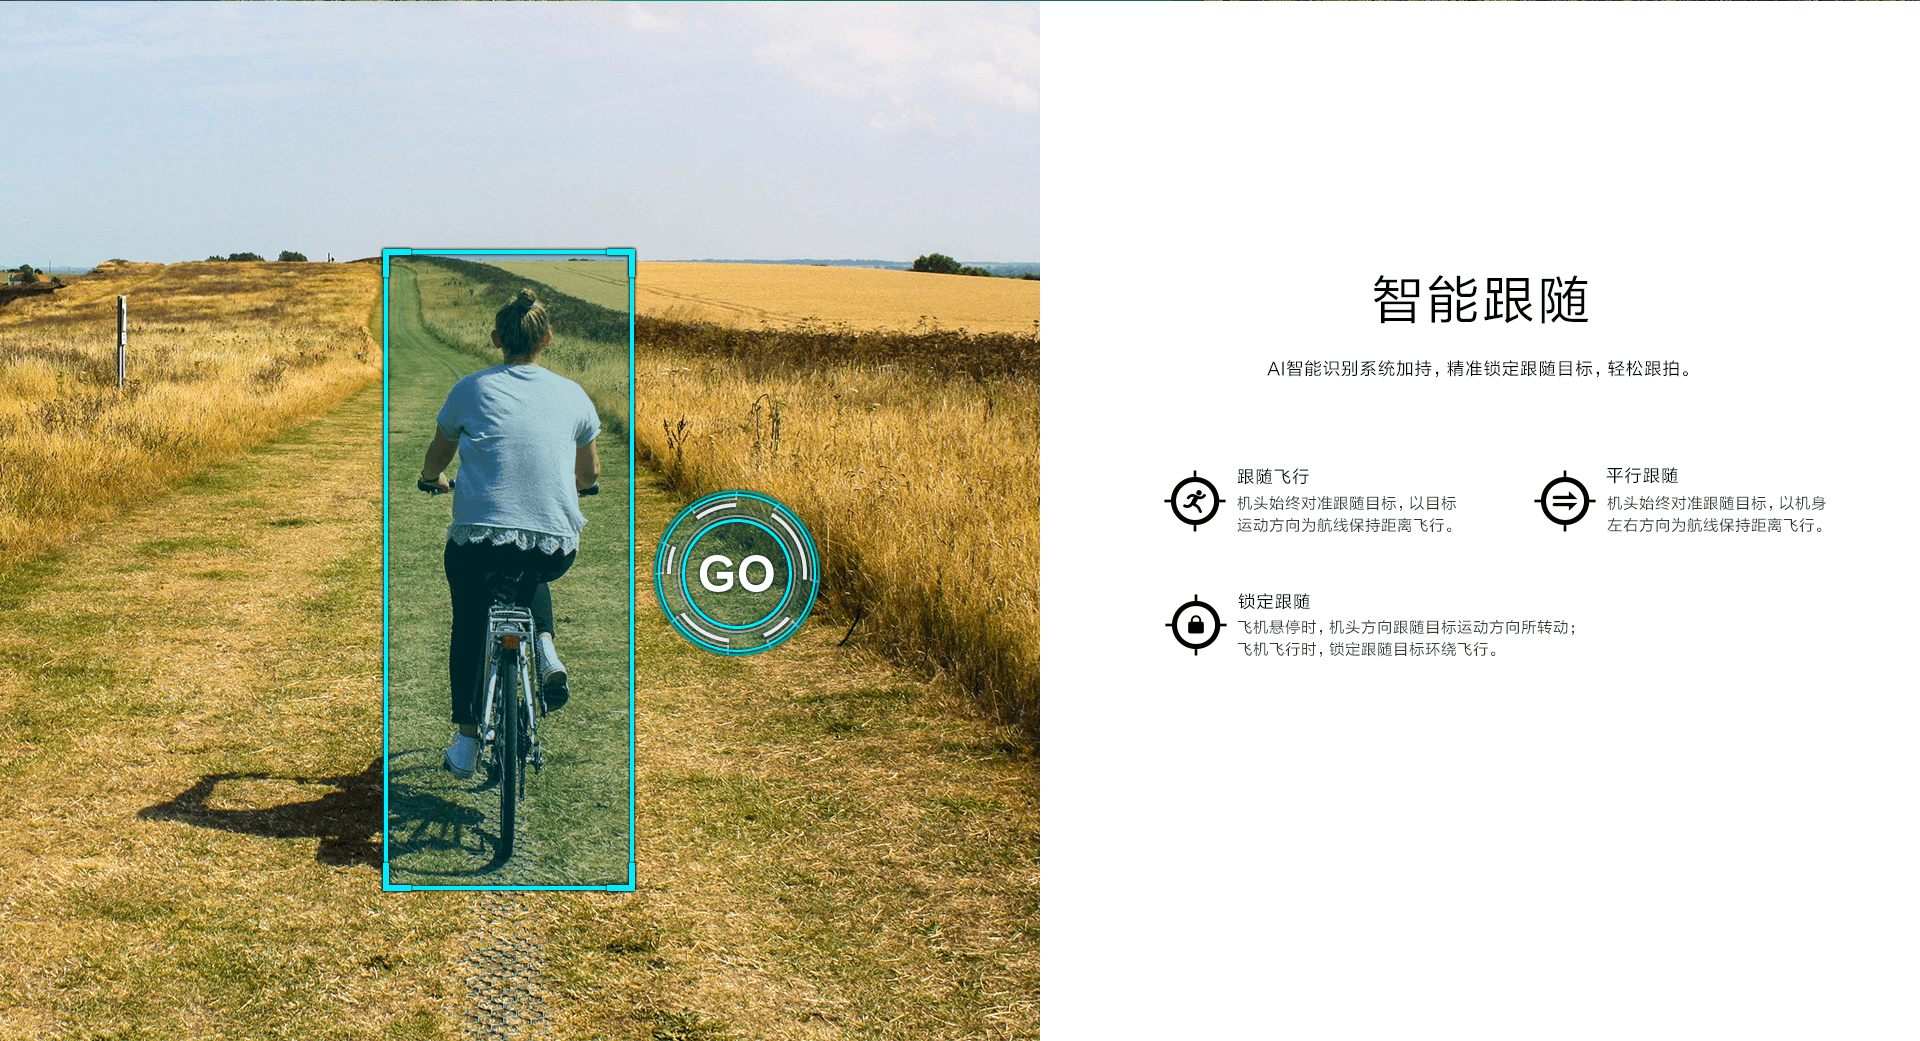 GO
智能跟随
AI智能识别系统加持，精准锁定跟随目标，轻松跟拍。
跟随飞行
机头始终对准跟随目标，以目标
运动方向为航线保持距离飞行。
平行跟随
机头始终对准跟随目标，以机身
左右方向为航线保持距离飞行。
锁定跟随
飞机悬停时，机头方向跟随目标运动方向所转动；
飞机飞行时，锁定跟随目标环绕飞行。